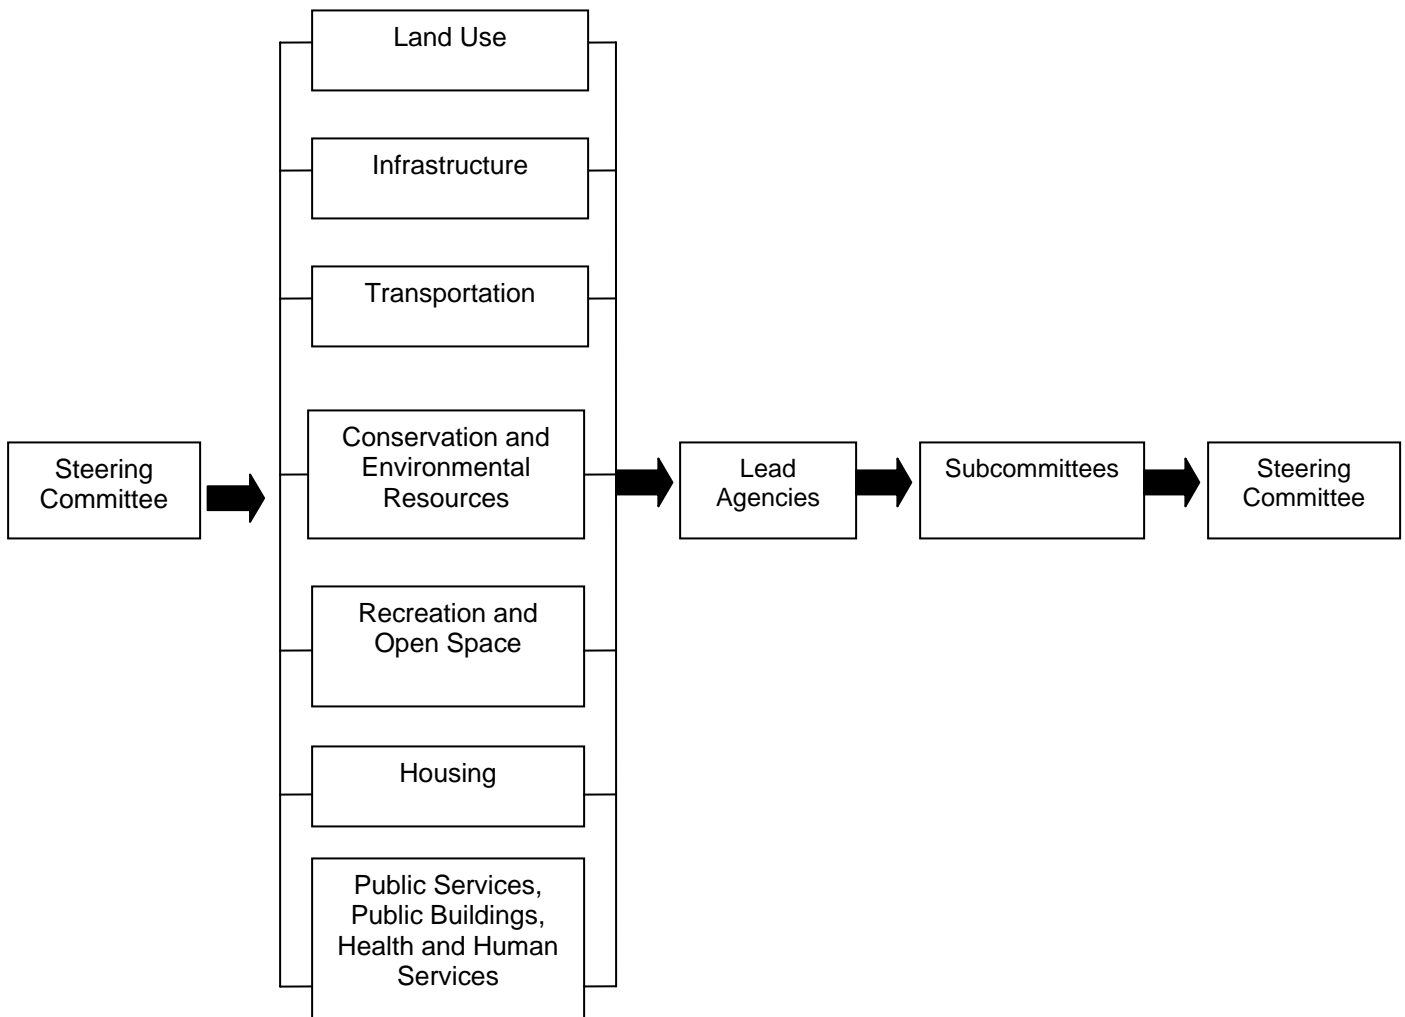 Land Use
Infrastructure
Transportation
Steering
Committee
Conservation and
Environmental
Resources
Lead
Agencies
Subcommittees
Steering
Committee
Recreation and
Open Space
Housing
Public Services,
Public Buildings,
Health and Human
Services